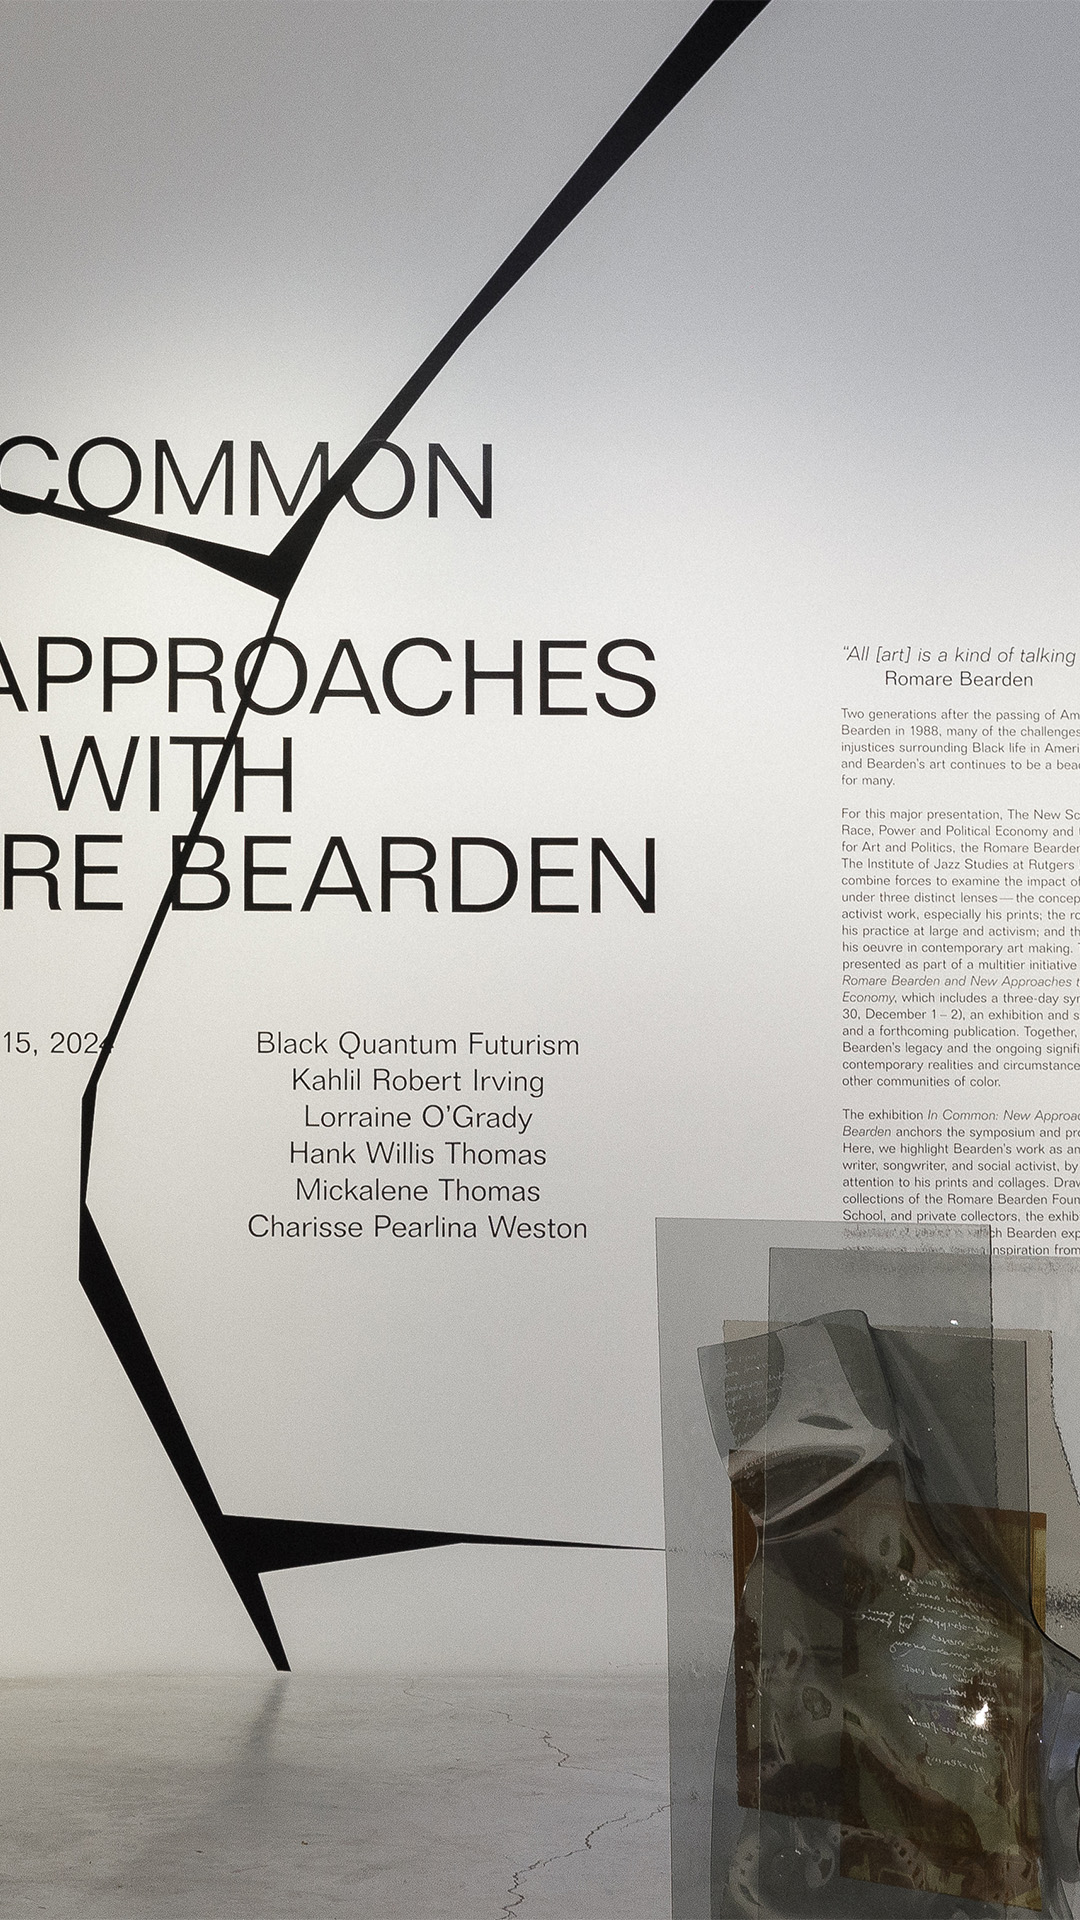 COMMON
APPROACHES
WITH
RE BEARDEN
15, 2024
Black Quantum Futurism
Kahlil Robert Irving
Lorraine O'Grady
Hank Willis Thomas
Mickalene Thomas
Charisse Pearlina Weston
“All [art] is a kind of talking
Romare Bearden
Two generations after the passing of Am
Bearden in 1988, many of the challenges
injustices surrounding Black life in Ameri
and Bearden's art continues to be a bea
for many.
For this major presentation, The New Sc
Race, Power and Political Economy and
for Art and Politics, the Romare Bearden
The Institute of Jazz Studies at Rutgers
combine forces to examine the impact of
under three distinct lenses — the concep
activist work, especially his prints; the ro
his practice at large and activism; and th
his oeuvre in contemporary art making. T
presented as part of a multitier initiative
Romare Bearden and New Approaches t
Economy, which includes a three-day syr
30, December 1 – 2), an exhibition and s
and a forthcoming publication. Together,
Bearden's legacy and the ongoing signifi
contemporary realities and circumstance
other communities of color.
The exhibition In Common: New Approac
Bearden anchors the symposium and pro
Here, we highlight Bearden's work as an
writer, songwriter, and social activist, by
attention to his prints and collages. Draw
collections of the Romare Bearden Foun
School, and private collectors, the exhib
ch Bearden exp
inspiration from